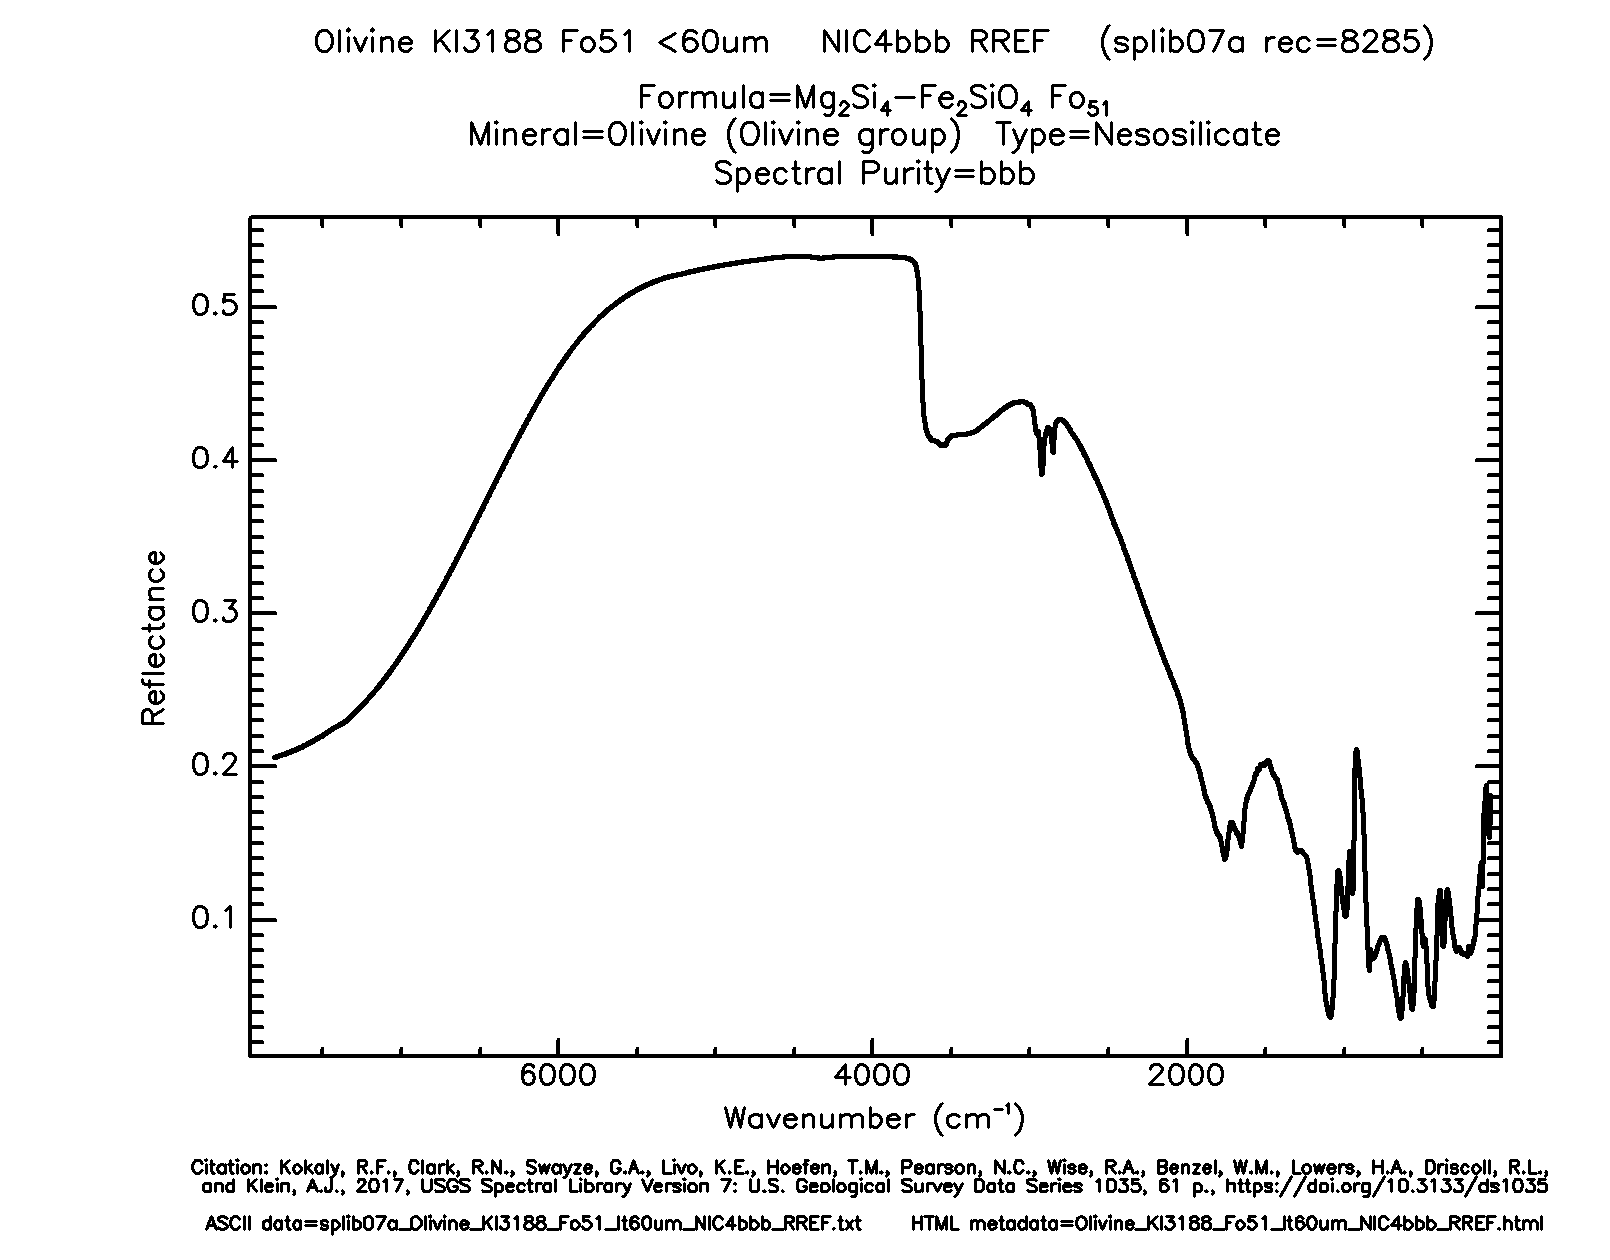 Olivine KI3188 Fo51 <60um NIC4bbb RREF (splib07a rec=8285)
Formula=Mg₂Si₄−Fe₂SiO₄ Fo₅₁
Mineral=Olivine (Olivine group) Type=Nesosilicate
Spectral Purity=bbb
0.5
0.4
0.3
0.2
0.1
Reflectance
6000 4000 2000
Wavenumber (cm⁻¹)
Citation: Kokaly, R.F., Clark, R.N., Swayze, G.A., Livo, K.E., Hoefen, T.M., Pearson, N.C., Wise, R.A., Benzel, W.M., Lowers, H.A., Driscoll, R.L.,
and Klein, A.J., 2017, USGS Spectral Library Version 7: U.S. Geological Survey Data Series 1035, 61 p., https://doi.org/10.3133/ds1035
ASCII data=splib07a_Olivine_KI3188_Fo51_lt60um_NIC4bbb_RREF.txt HTML metadata=Olivine_KI3188_Fo51_lt60um_NIC4bbb_RREF.html